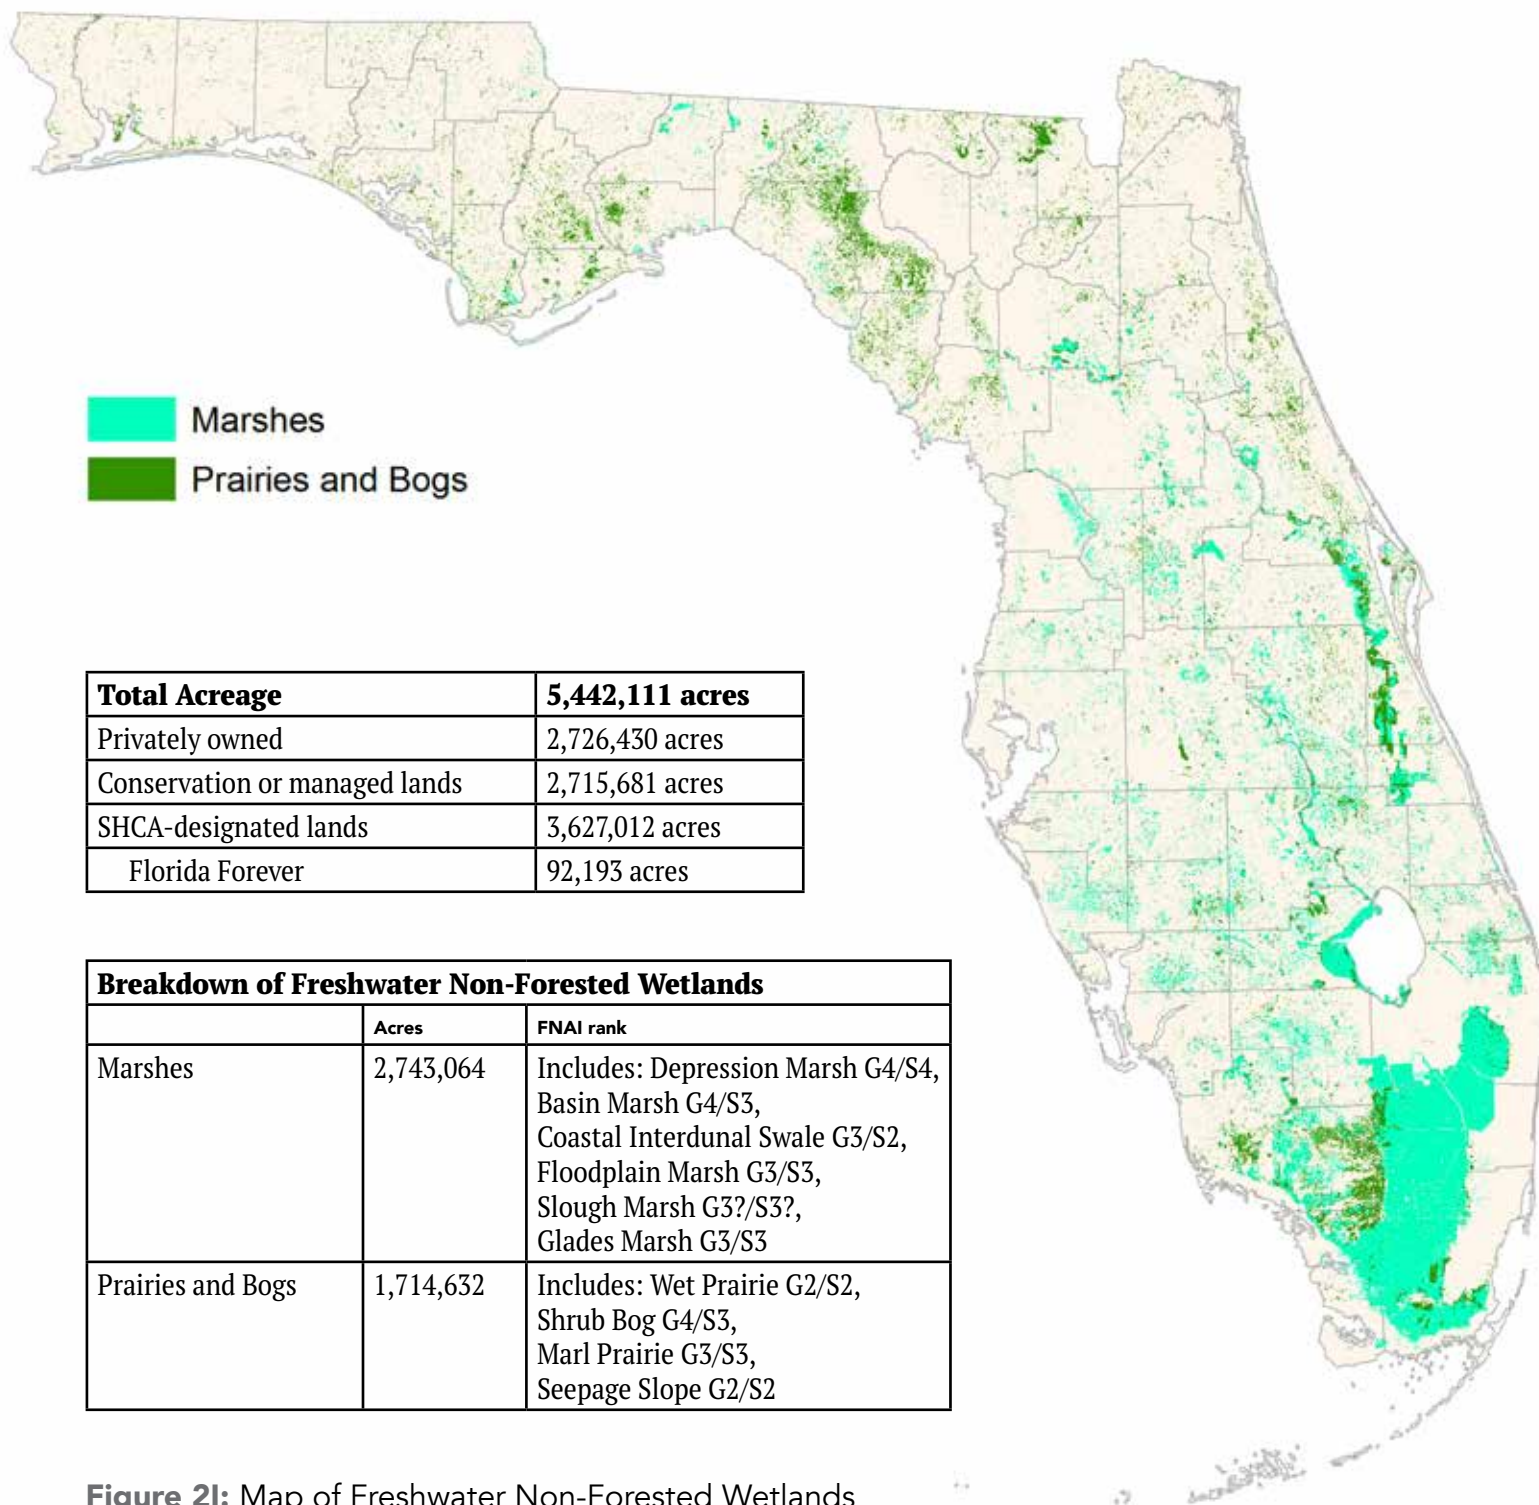 Marshes
Prairies and Bogs
Total Acreage 5,442,111 acres
Privately owned 2,726,430 acres
Conservation or managed lands 2,715,681 acres
SHCA-designated lands 3,627,012 acres
Florida Forever 92,193 acres
Breakdown of Freshwater Non-Forested Wetlands
Acres FNAI rank
Marshes 2,743,064 Includes: Depression Marsh G4/S4,
Basin Marsh G4/S3,
Coastal Interdunal Swale G3/S2,
Floodplain Marsh G3/S3,
Slough Marsh G3?/S3?,
Glades Marsh G3/S3
Prairies and Bogs 1,714,632 Includes: Wet Prairie G2/S2,
Shrub Bog G4/S3,
Marl Prairie G3/S3,
Seepage Slope G2/S2
Figure 2I: Map of Freshwater Non-Forested Wetlands